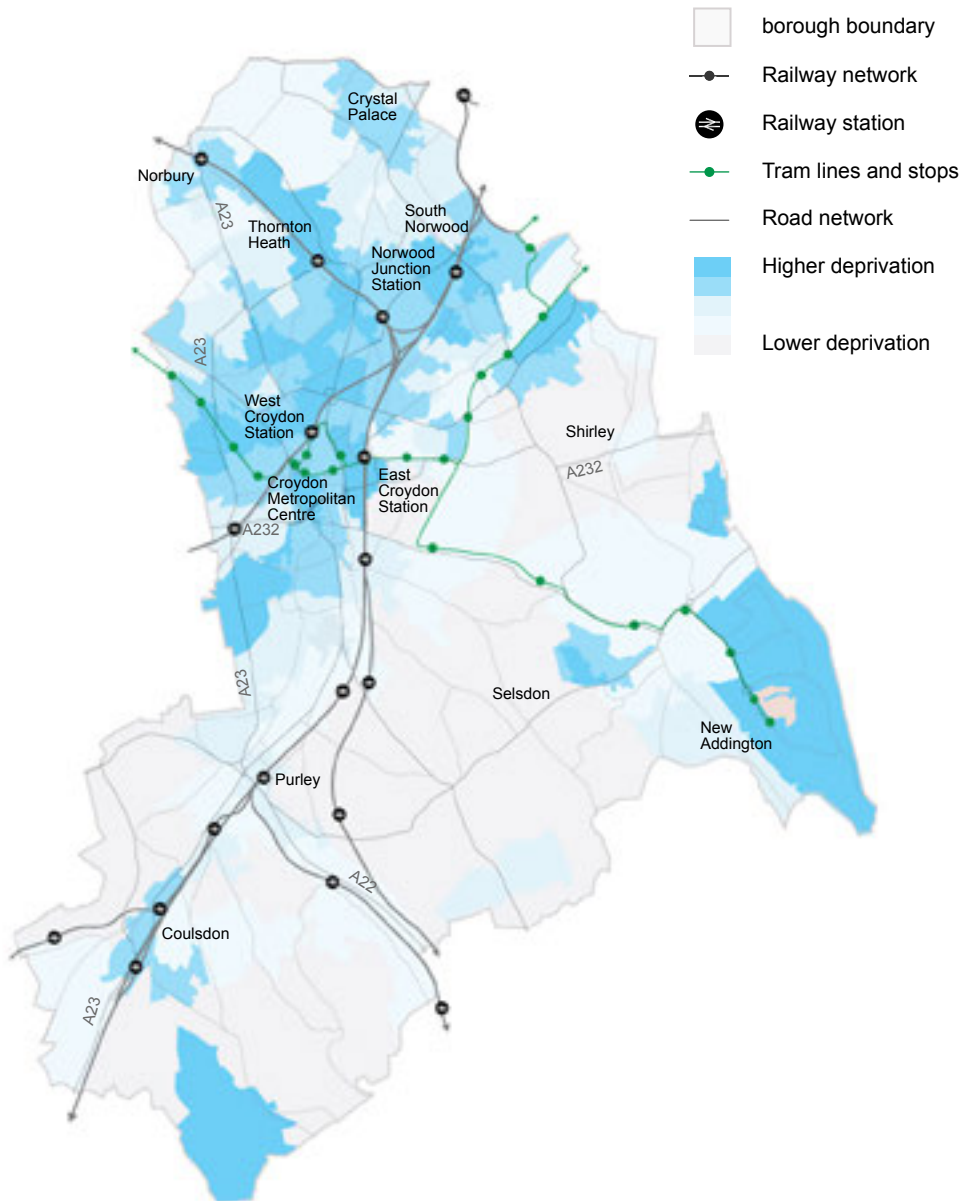 borough boundary
Railway network
Railway station
Tram lines and stops
Road network
Higher deprivation
Lower deprivation
Crystal
Palace
Norbury
A23
Thornton
Heath
South
Norwood
Norwood
Junction
Station
A23
West
Croydon
Station
Shirley
A232
East
Croydon
Station
Croydon
Metropolitan
Centre
A232
A23
Selsdon
New
Addington
Purley
A22
Coulsdon
A23